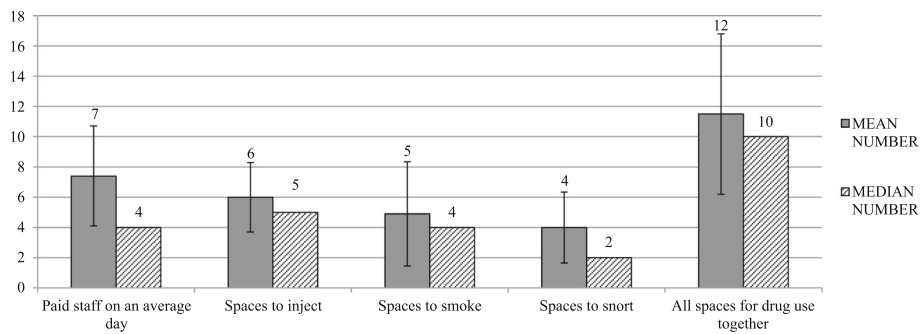 18
16
14
12
10
8
6
4
2
0
7
4
6
5
5
4
4
2
12
10
Paid staff on an average
day
Spaces to inject
Spaces to smoke
Spaces to snort
All spaces for drug use
together
MEAN
NUMBER
MEDIAN
NUMBER